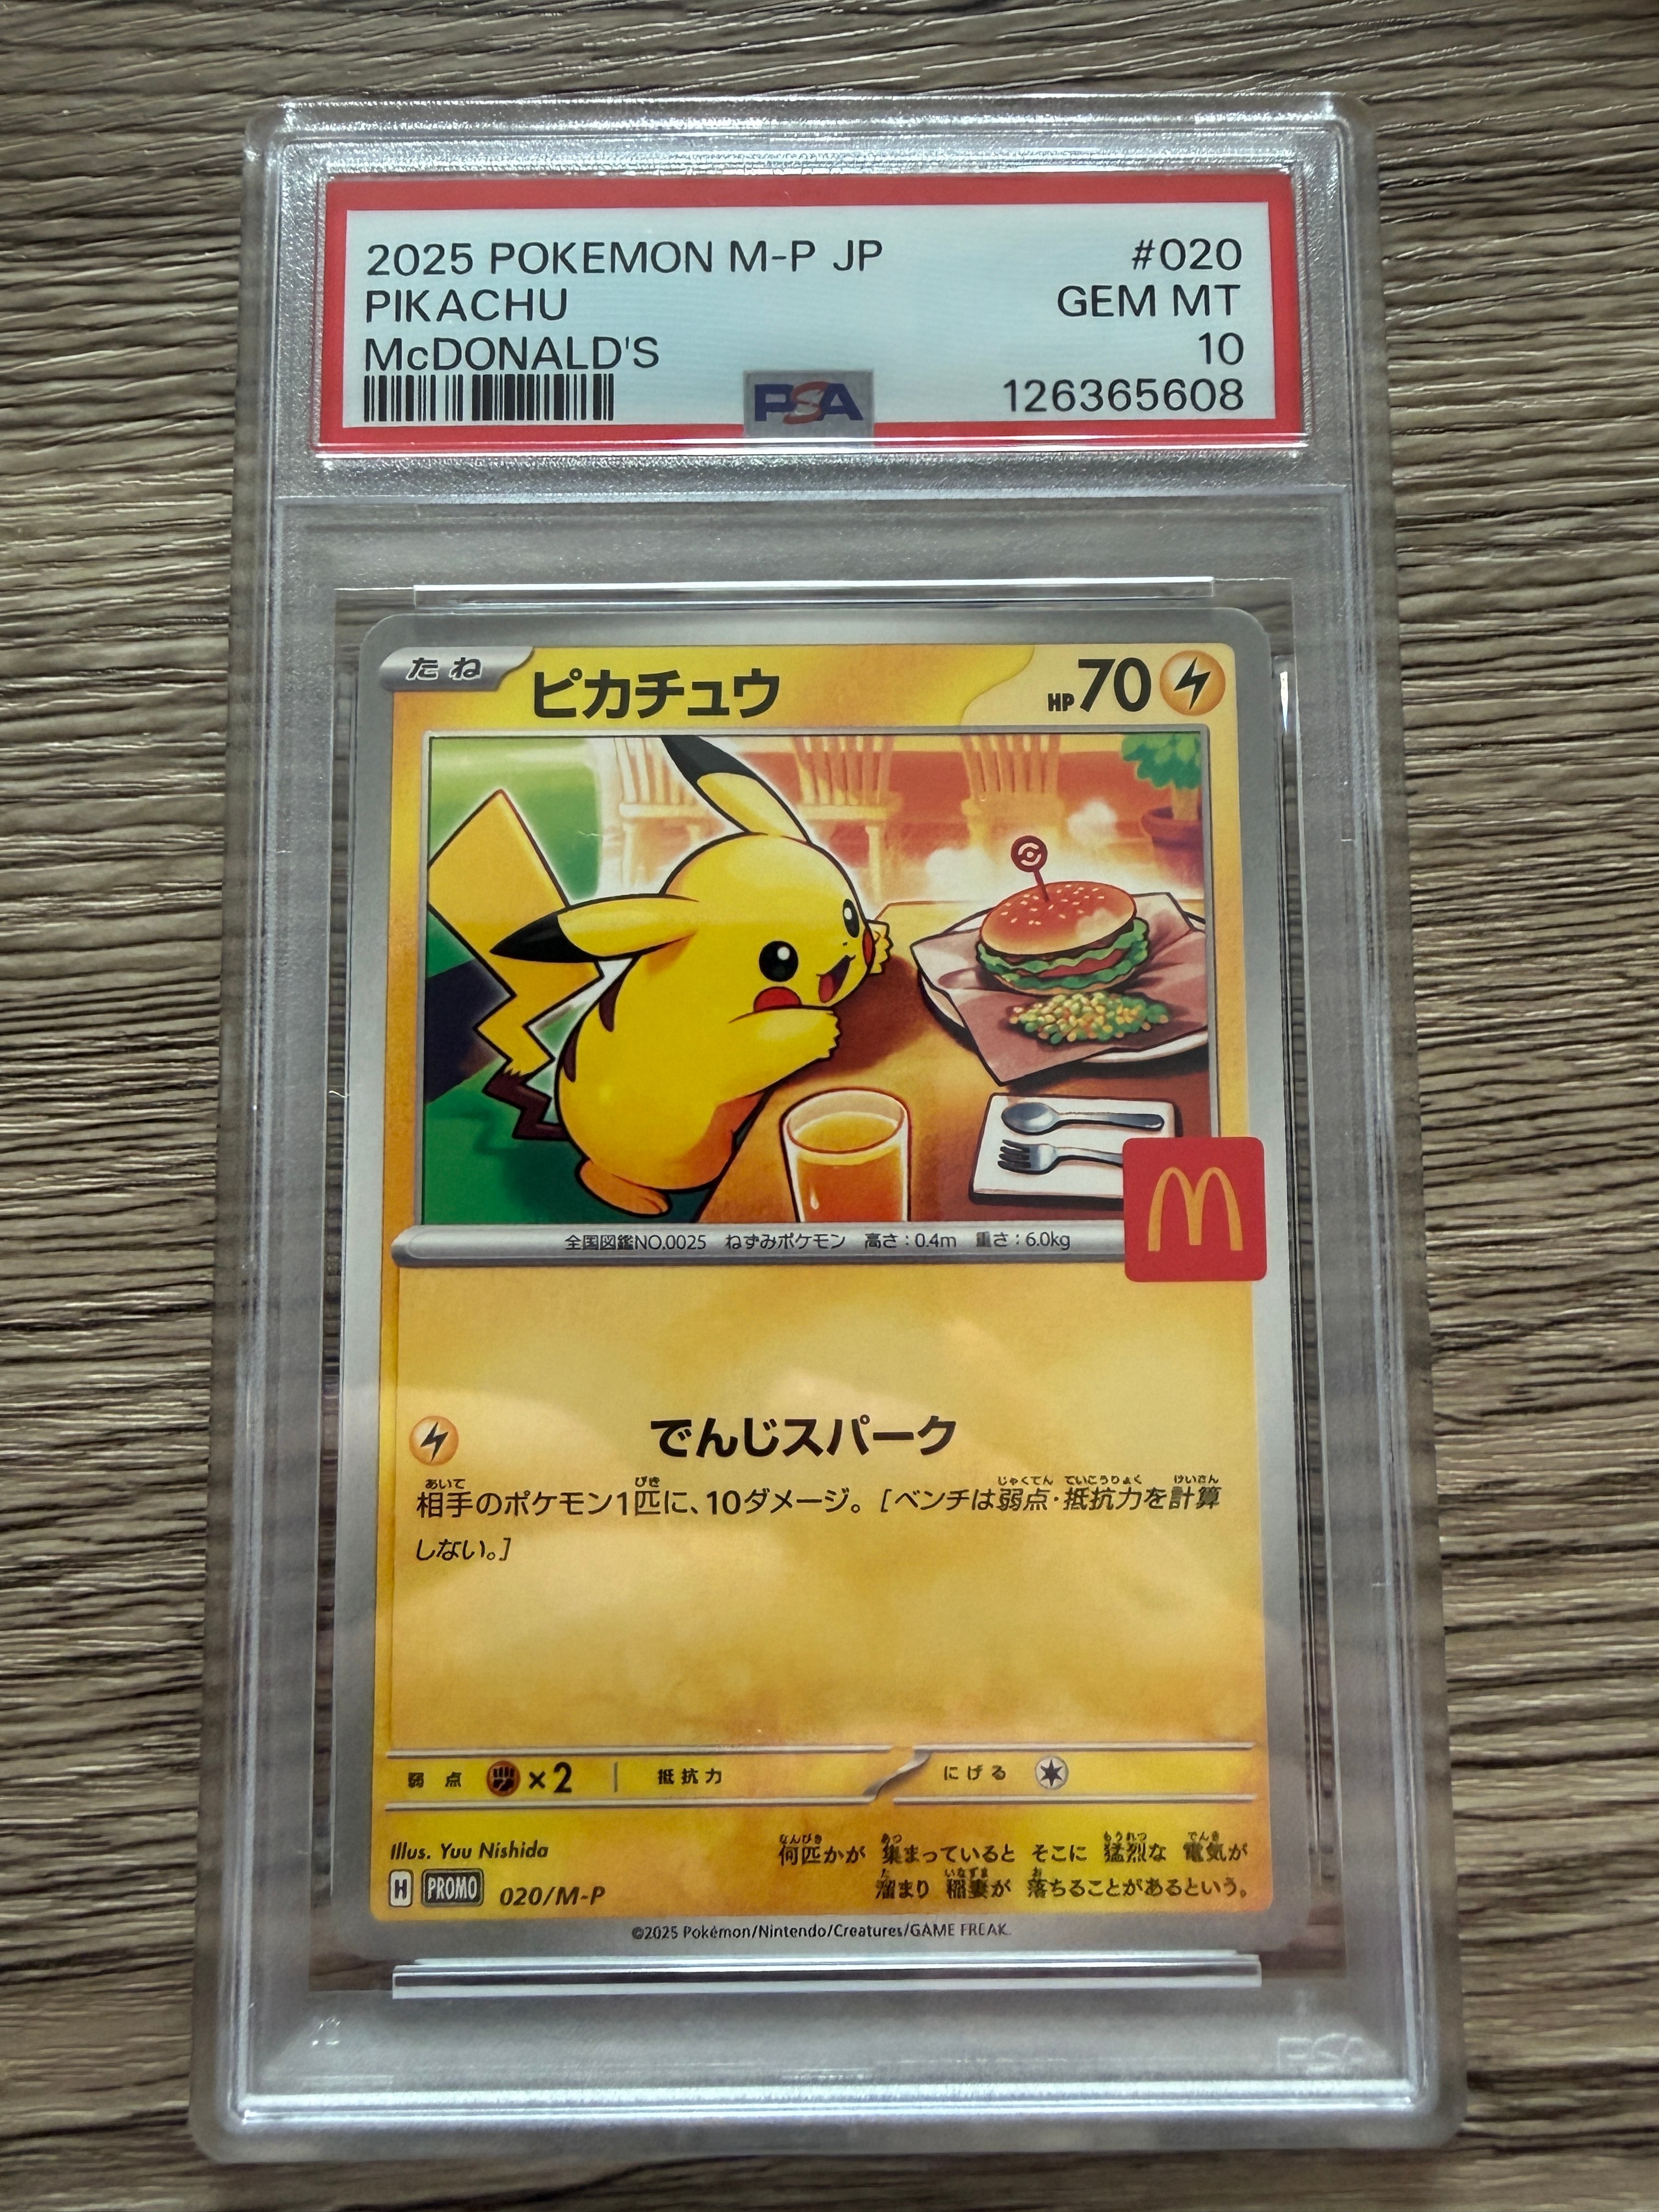 2025 POKEMON M-P JP #020
PIKACHU GEM MT
McDONALD'S 10
PSA 126365608
たね ピカチュウ HP70
全国図鑑NO.0025 ねずみポケモン 高さ:0.4m 重さ:6.0kg
M
でんじスパーク
相手のポケモン1匹に、10ダメージ。[ベンチは弱点・抵抗力を計算
しない。]
弱点 ×2 抵抗力 にげる
Illus. Yuu Nishida
何匹かが 集まっていると そこに 猛烈な 電気が
溜まり 稲妻が 落ちることがあるという。
H PROMO 020/M-P
©2025 Pokémon/Nintendo/Creatures/GAME FREAK.
PSA